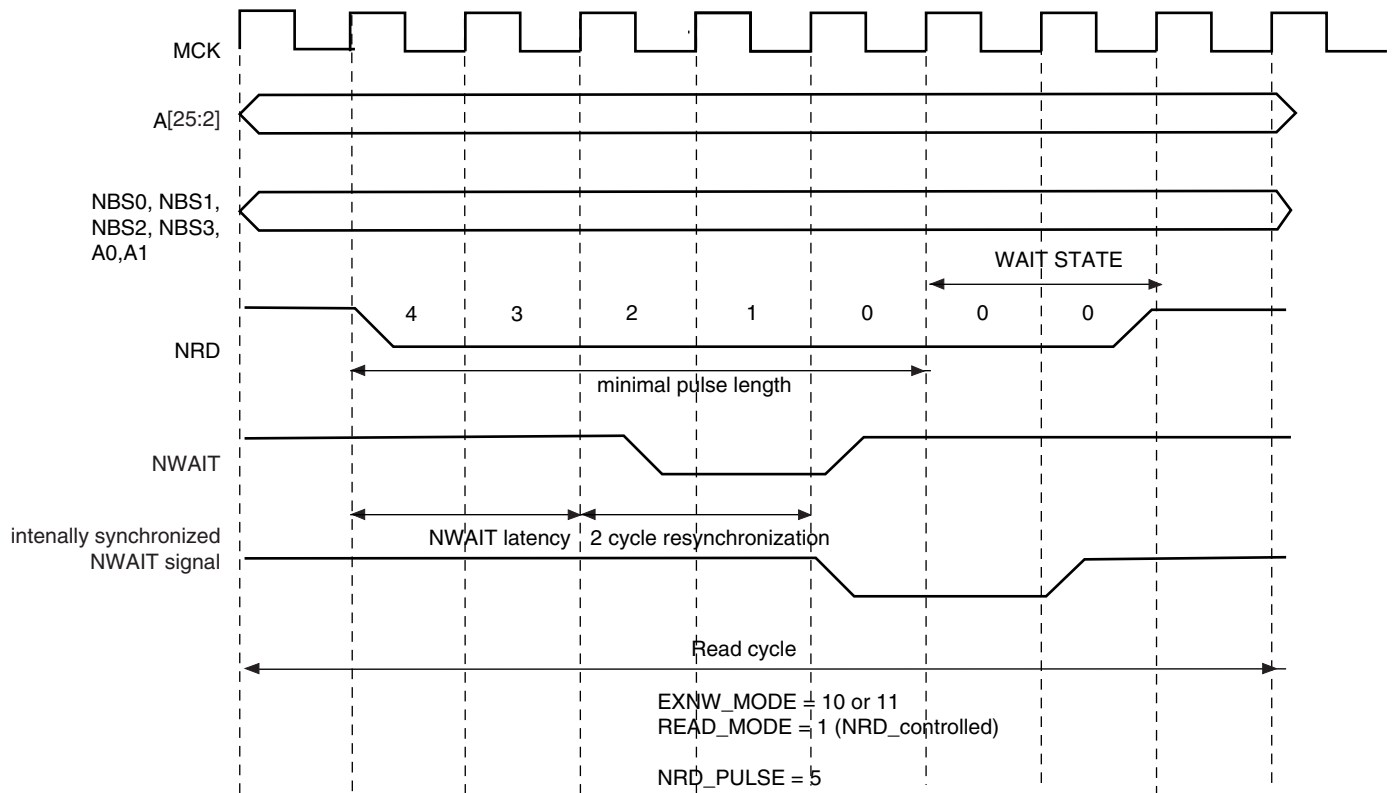 MCK
A[25:2]
NBS0, NBS1,
NBS2, NBS3,
A0,A1
WAIT STATE
4 3 2 1 0 0 0
NRD
minimal pulse length
NWAIT
intenally synchronized
NWAIT signal
NWAIT latency 2 cycle resynchronization
Read cycle
EXNW_MODE = 10 or 11
READ_MODE = 1 (NRD_controlled)
NRD_PULSE = 5